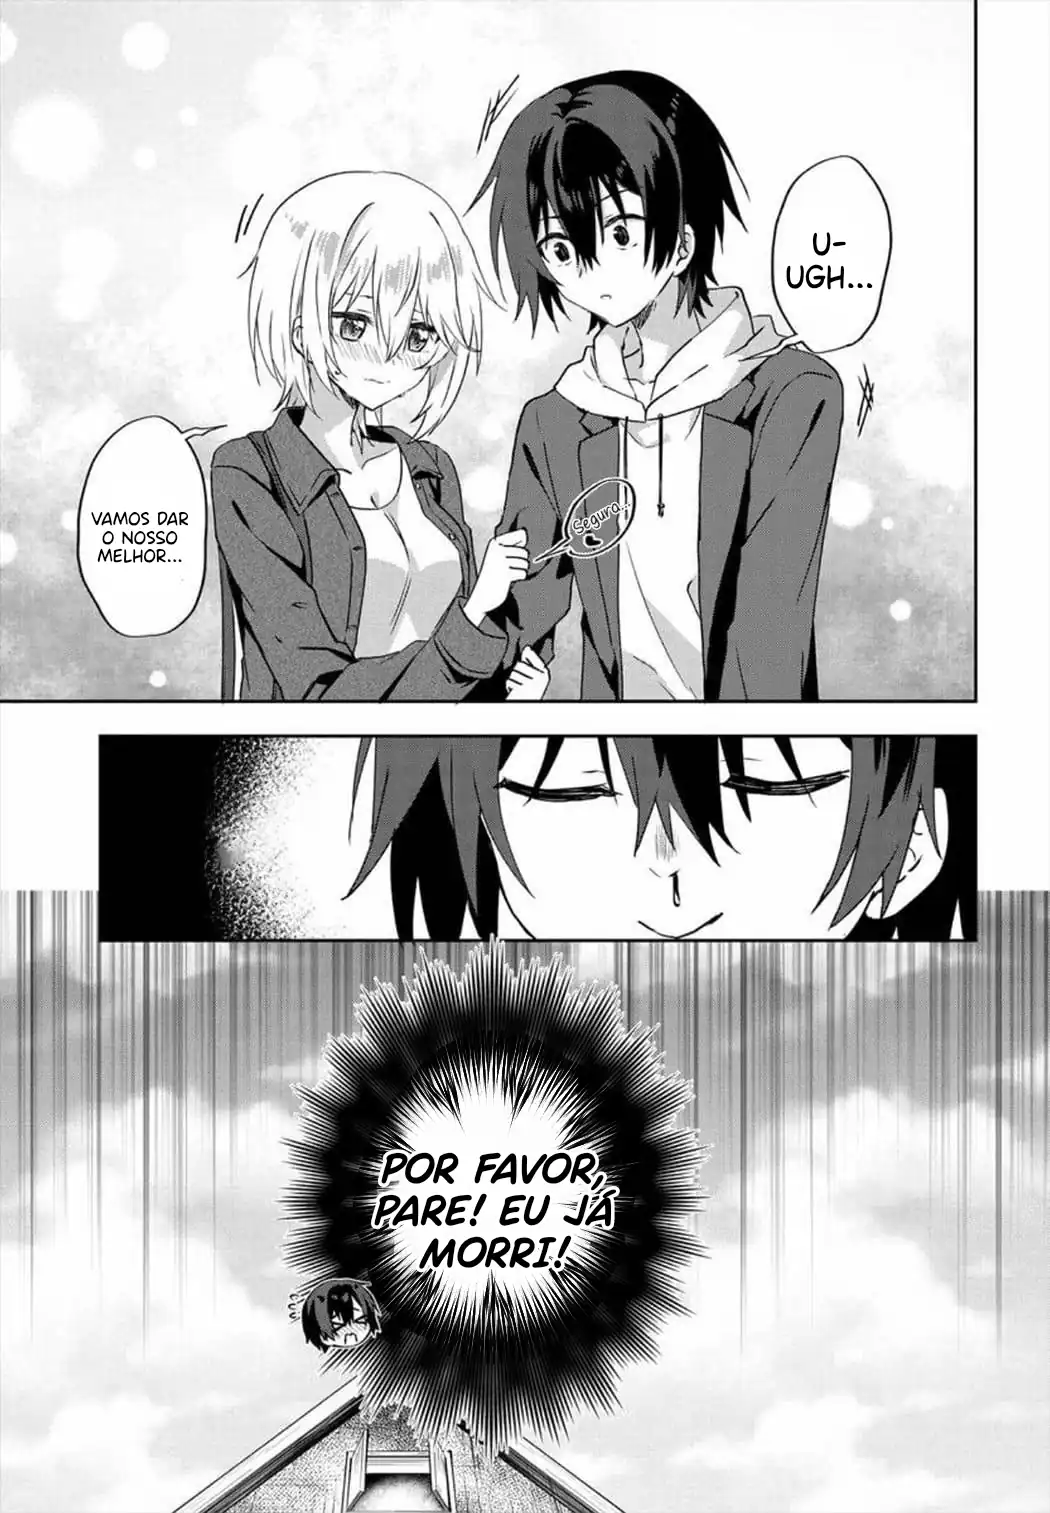 U-
UGH...
Segura...
VAMOS DAR
O NOSSO
MELHOR...
POR FAVOR,
PARE! EU JÁ
MORRI!